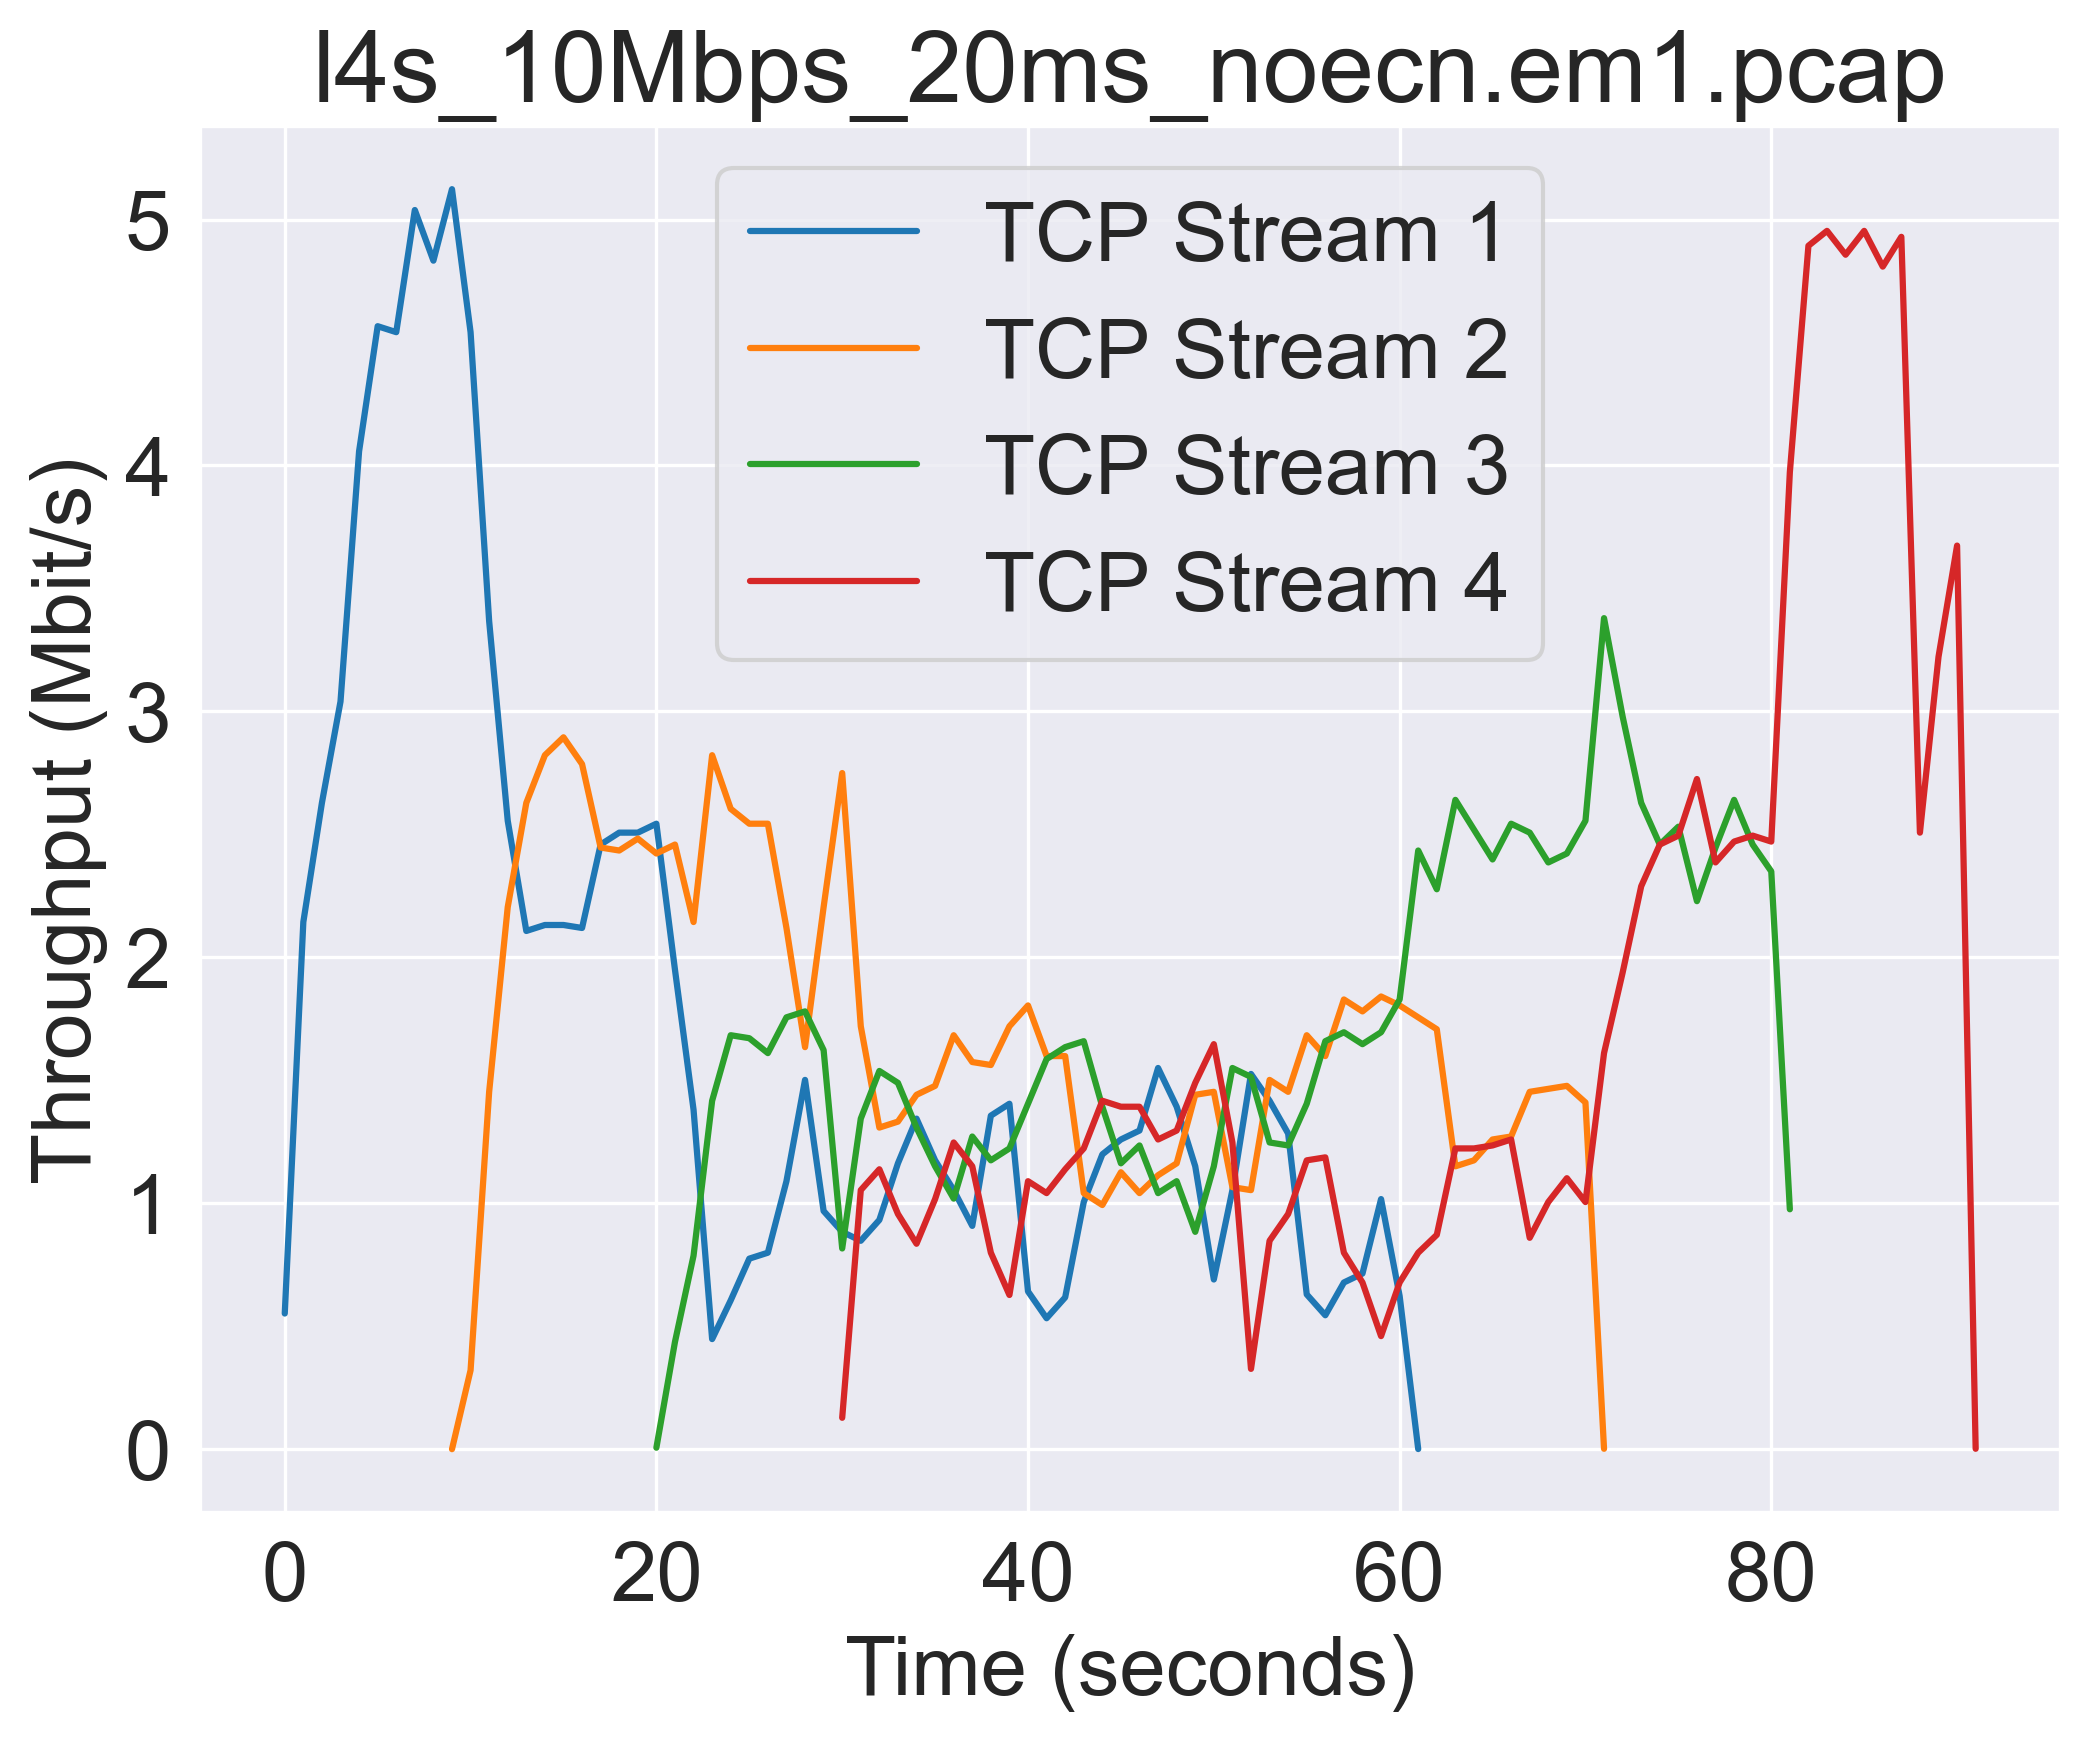 l4s_10Mbps_20ms_noecn.em1.pcap
TCP Stream 1
TCP Stream 2
TCP Stream 3
TCP Stream 4
Throughput (Mbit/s)
5
4
3
2
1
0
0 20 40 60 80
Time (seconds)